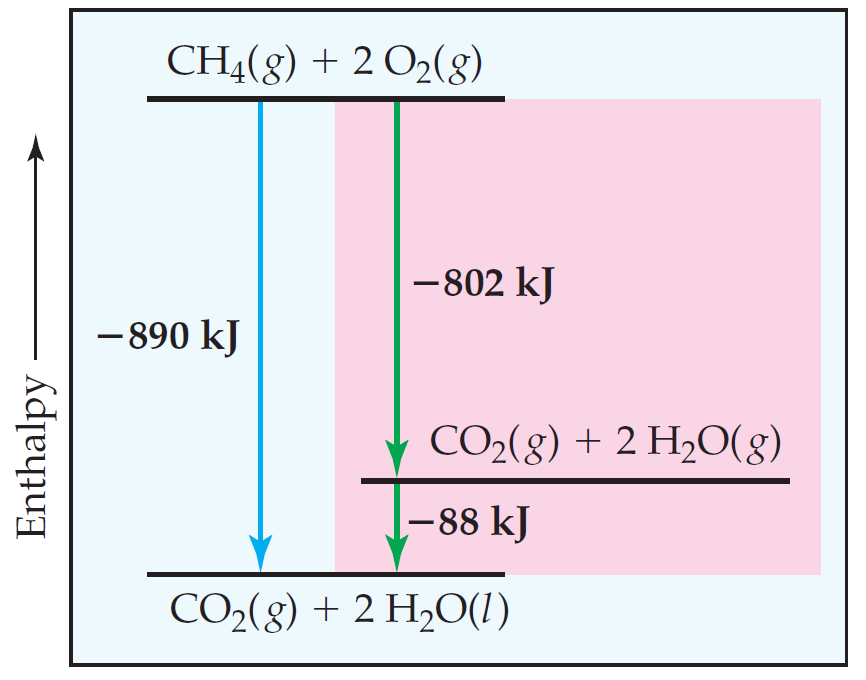 CH₄(g) + 2 O₂(g)
−802 kJ
−890 kJ
Enthalpy
CO₂(g) + 2 H₂O(g)
−88 kJ
CO₂(g) + 2 H₂O(l)